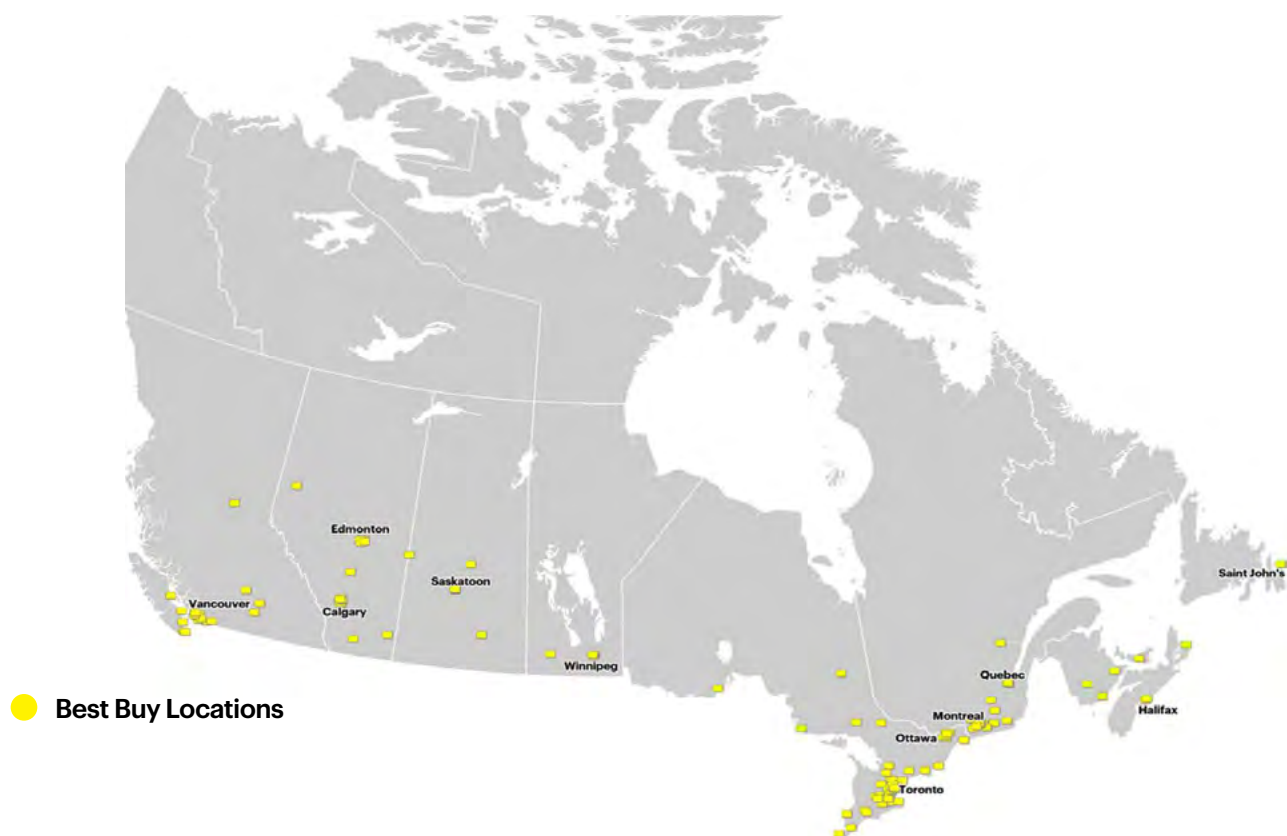 Edmonton
Saskatoon
Saint John's
Vancouver
Calgary
Winnipeg
Quebec
Best Buy Locations
Montreal
Halifax
Ottawa
Toronto